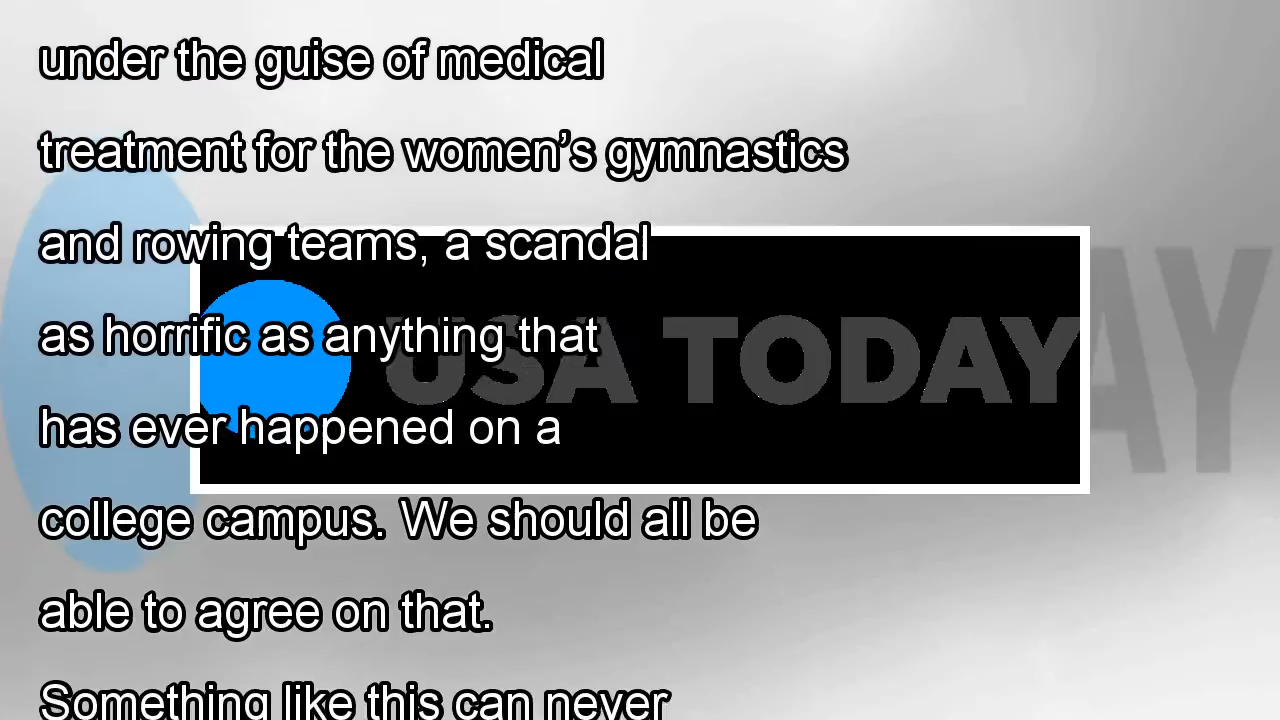 under the guise of medical
treatment for the women’s gymnastics
and rowing teams, a scandal
as horrific as anything that
USA TODAY
AY
has ever happened on a
college campus. We should all be
able to agree on that.
Something like this can never